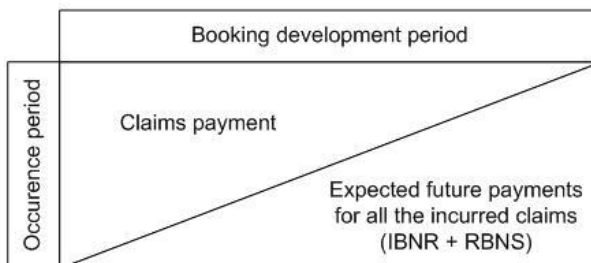 Booking development period
Occurence period
Claims payment
Expected future payments
for all the incurred claims
(IBNR + RBNS)